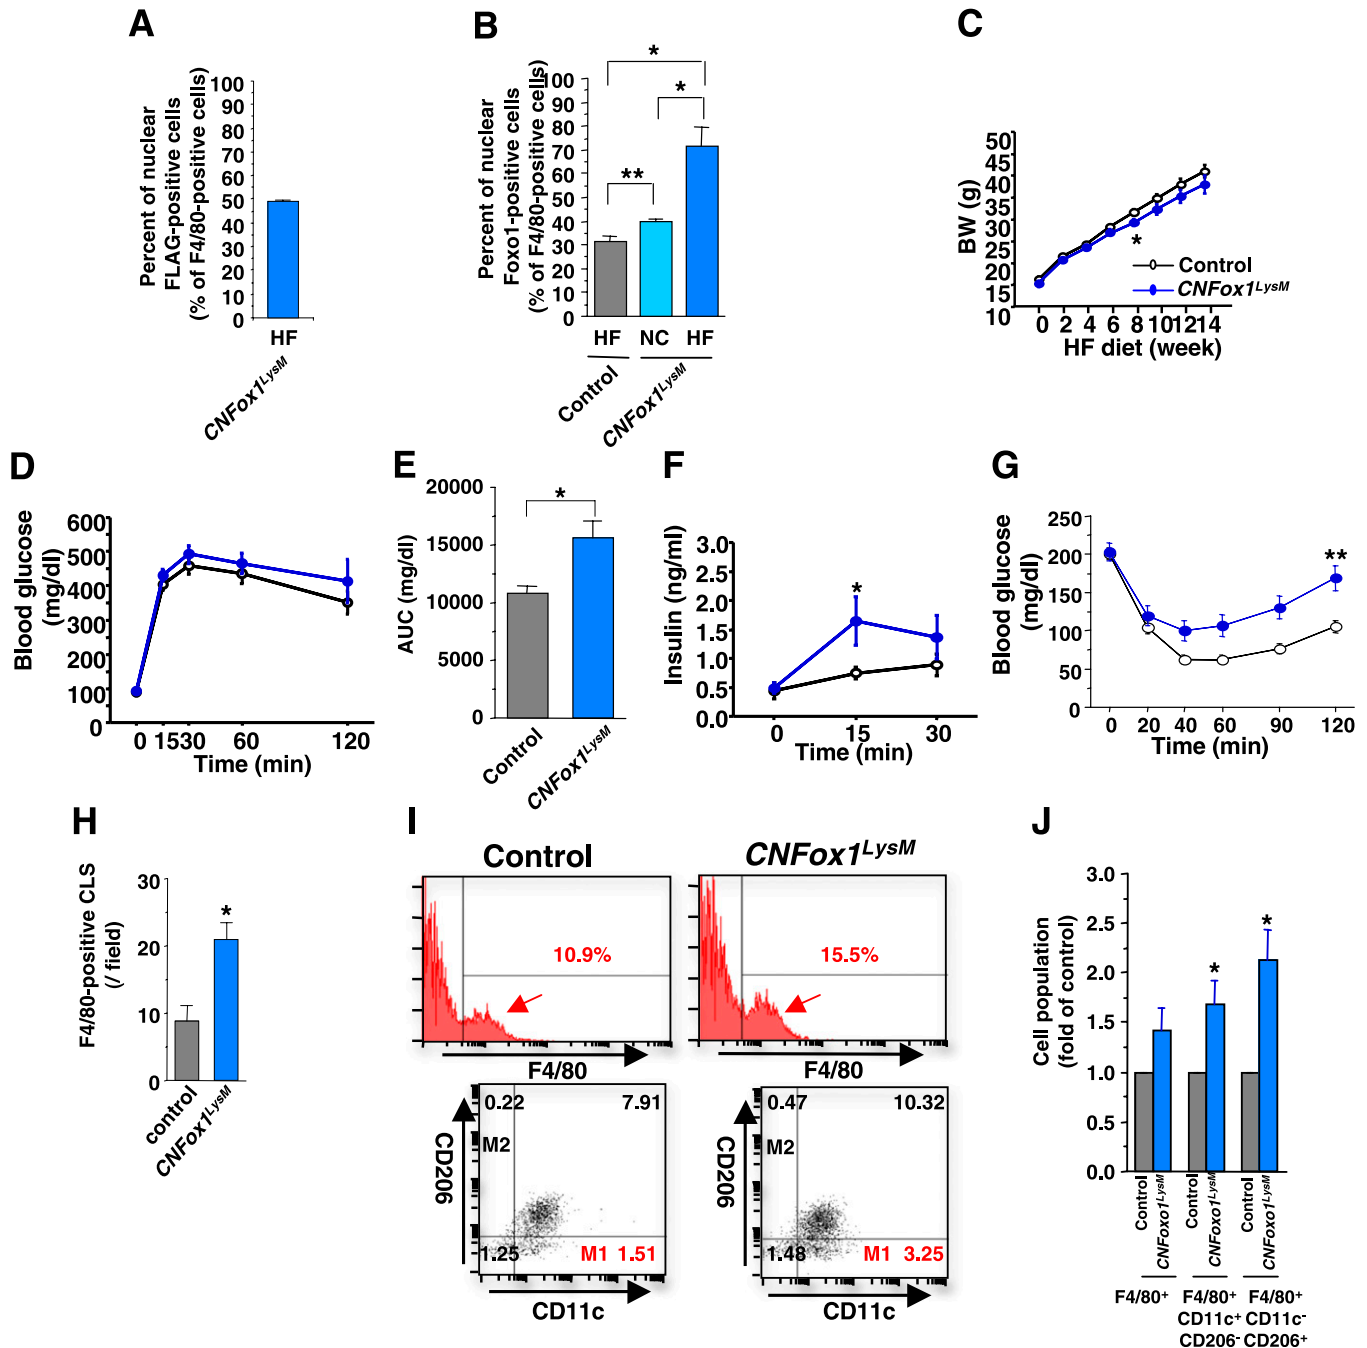 A
Percent of nuclear
FLAG-positive cells
(% of F4/80-positive cells)
100
90
80
70
60
50
40
30
20
10
0
HF
CNFox1LysM
B
Percent of nuclear
Foxo1-positive cells
(% of F4/80-positive cells)
100
90
80
70
60
50
40
30
20
10
0
*
*
**
HF
NC
HF
Control
CNFox1LysM
C
BW (g)
50
45
40
35
30
25
20
15
10
*
Control
CNFox1LysM
0 2 4 6 8 10 12 14
HF diet (week)
D
Blood glucose
(mg/dl)
600
500
400
300
200
100
0
0 15 30 60 120
Time (min)
E
AUC (mg/dl)
20000
15000
10000
5000
0
*
Control
CNFox1LysM
F
Insulin (ng/ml)
3.0
2.5
2.0
1.5
1.0
0.5
0.0
*
0 15 30
Time (min)
G
Blood glucose
(mg/dl)
250
200
150
100
50
0
**
0 20 40 60 90 120
Time (min)
H
F4/80-positive CLS
(/ field)
30
20
10
0
*
control
CNFox1LysM
I
Control
CNFox1LysM
10.9%
15.5%
F4/80
F4/80
0.22 7.91
M2
1.25 M1 1.51
CD206
CD11c
0.47 10.32
M2
1.48 M1 3.25
CD206
CD11c
J
Cell population
(fold of control)
3.0
2.5
2.0
1.5
1.0
0.5
0.0
*
*
Control
CNFoxo1LysM
Control
CNFoxo1LysM
Control
CNFoxo1LysM
F4/80+
F4/80+
CD11c+
CD206-
F4/80+
CD11c-
CD206+